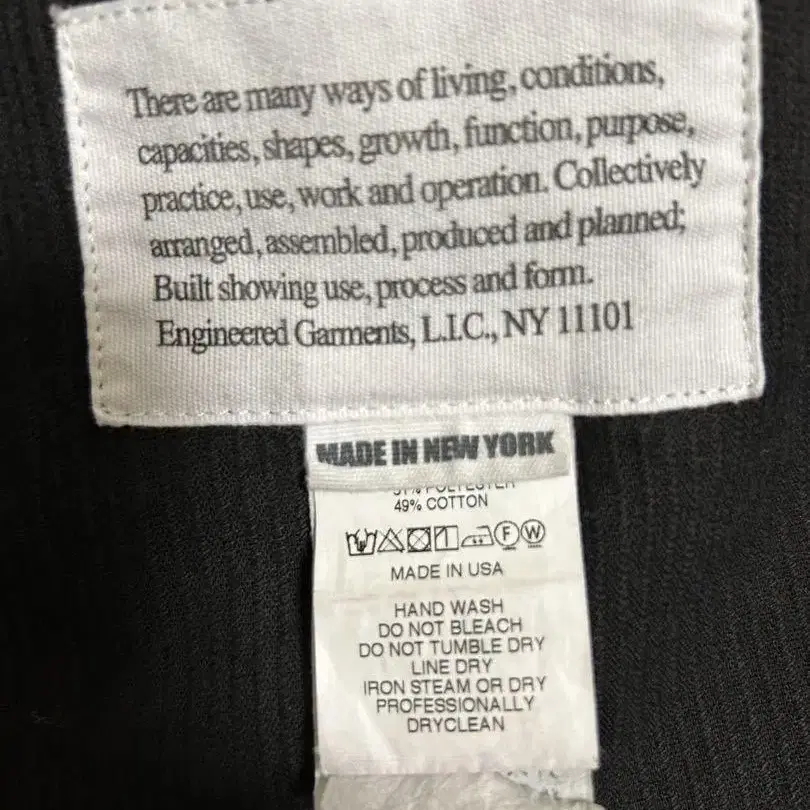 There are many ways of living, conditions,
capacities, shapes, growth, function, purpose,
practice, use, work and operation. Collectively
arranged, assembled, produced and planned;
Built showing use, process and form.
Engineered Garments, L.I.C., NY 11101
MADE IN NEW YORK
51% POLYESTER
49% COTTON
F W
MADE IN USA
HAND WASH
DO NOT BLEACH
DO NOT TUMBLE DRY
LINE DRY
IRON STEAM OR DRY
PROFESSIONALLY
DRYCLEAN